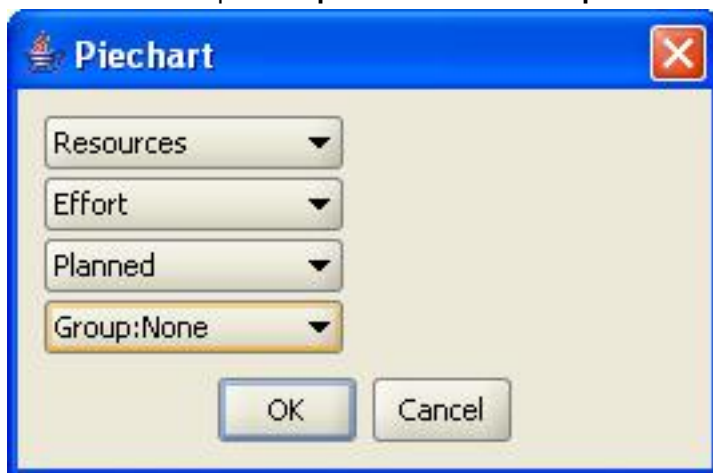 Piechart
Resources
Effort
Planned
Group:None
OK Cancel